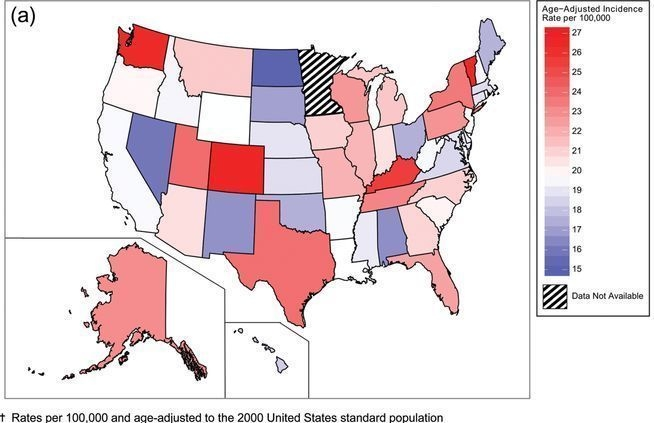 (a)
Age-Adjusted Incidence
Rate per 100,000
27
26
25
24
23
22
21
20
19
18
17
16
15
Data Not Available
† Rates per 100,000 and age-adjusted to the 2000 United States standard population